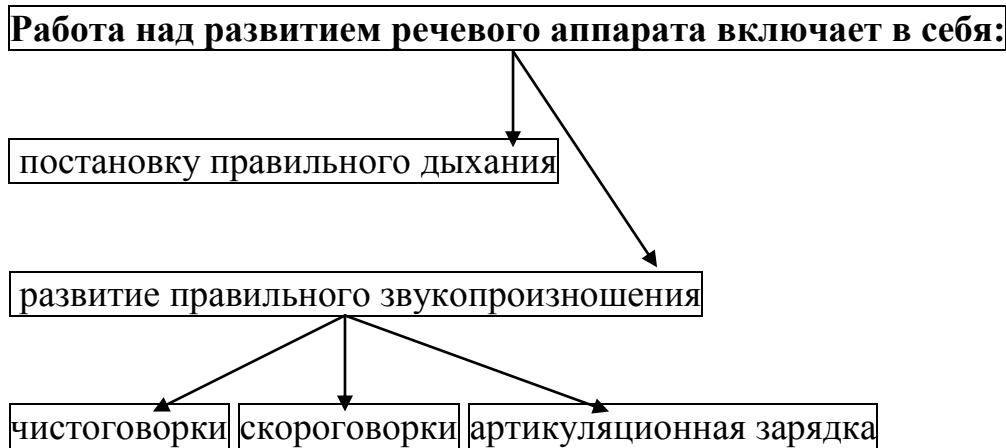 Работа над развитием речевого аппарата включает в себя:
постановку правильного дыхания
развитие правильного звукопроизношения
чистоговорки скороговорки артикуляционная зарядка